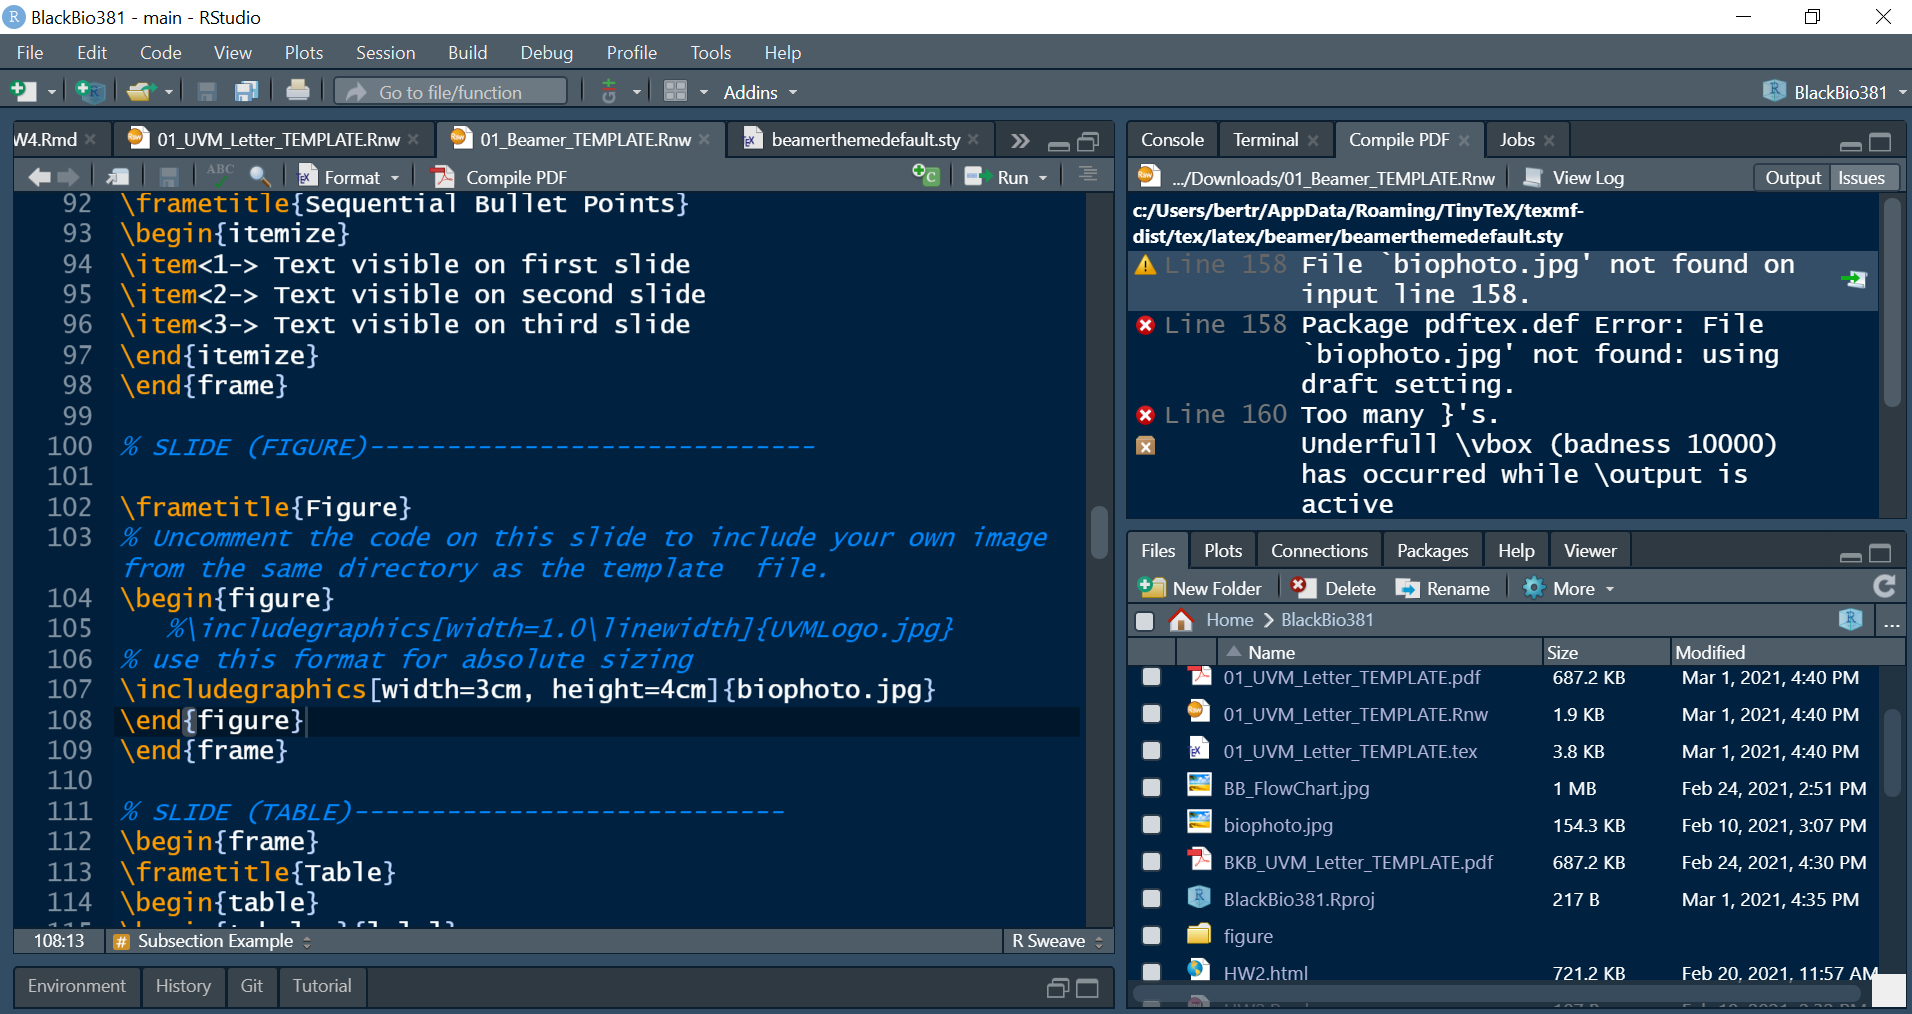 BlackBio381 - main - RStudio
File Edit Code View Plots Session Build Debug Profile Tools Help
Go to file/function Addins BlackBio381
W4.Rmd 01_UVM_Letter_TEMPLATE.Rnw 01_Beamer_TEMPLATE.Rnw beamerthemedefault.sty
ABC Format Compile PDF Run
92 \frametitle{Sequential Bullet Points}
93 \begin{itemize}
94 \item<1-> Text visible on first slide
95 \item<2-> Text visible on second slide
96 \item<3-> Text visible on third slide
97 \end{itemize}
98 \end{frame}
99
100 % SLIDE (FIGURE)-----------------------------
101
102 \frametitle{Figure}
103 % Uncomment the code on this slide to include your own image
from the same directory as the template  file.
104 \begin{figure}
105 %\includegraphics[width=1.0\linewidth]{UVMLogo.jpg}
106 % use this format for absolute sizing
107 \includegraphics[width=3cm, height=4cm]{biophoto.jpg}
108 \end{figure}
109 \end{frame}
110
111 % SLIDE (TABLE)----------------------------
112 \begin{frame}
113 \frametitle{Table}
114 \begin{table}
108:13 # Subsection Example R Sweave
Environment History Git Tutorial
Console Terminal Compile PDF Jobs
.../Downloads/01_Beamer_TEMPLATE.Rnw View Log Output Issues
c:/Users/bertr/AppData/Roaming/TinyTeX/texmf-
dist/tex/latex/beamer/beamerthemedefault.sty
Line 158 File `biophoto.jpg' not found on
input line 158.
Line 158 Package pdftex.def Error: File
`biophoto.jpg' not found: using
draft setting.
Line 160 Too many }'s.
Underfull \vbox (badness 10000)
has occurred while \output is
active
Files Plots Connections Packages Help Viewer
New Folder Delete Rename More
Home BlackBio381 ...
Name Size Modified
01_UVM_Letter_TEMPLATE.pdf 687.2 KB Mar 1, 2021, 4:40 PM
01_UVM_Letter_TEMPLATE.Rnw 1.9 KB Mar 1, 2021, 4:40 PM
01_UVM_Letter_TEMPLATE.tex 3.8 KB Mar 1, 2021, 4:40 PM
BB_FlowChart.jpg 1 MB Feb 24, 2021, 2:51 PM
biophoto.jpg 154.3 KB Feb 10, 2021, 3:07 PM
BKB_UVM_Letter_TEMPLATE.pdf 687.2 KB Feb 24, 2021, 4:30 PM
BlackBio381.Rproj 217 B Mar 1, 2021, 4:35 PM
figure
HW2.html 721.2 KB Feb 20, 2021, 11:57 AM